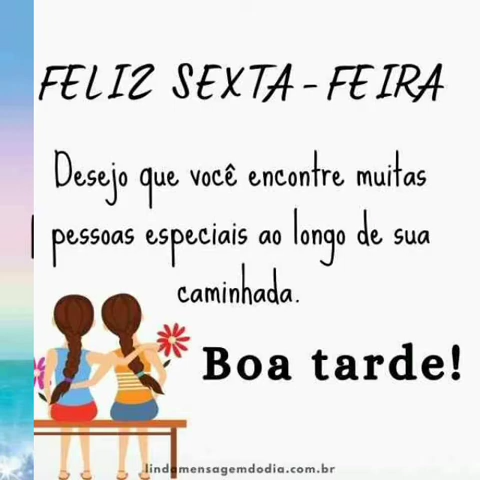 FELIZ SEXTA-FEIRA
Desejo que você encontre muitas
pessoas especiais ao longo de sua
caminhada.
Boa tarde!
lindamensagemdodia.com.br